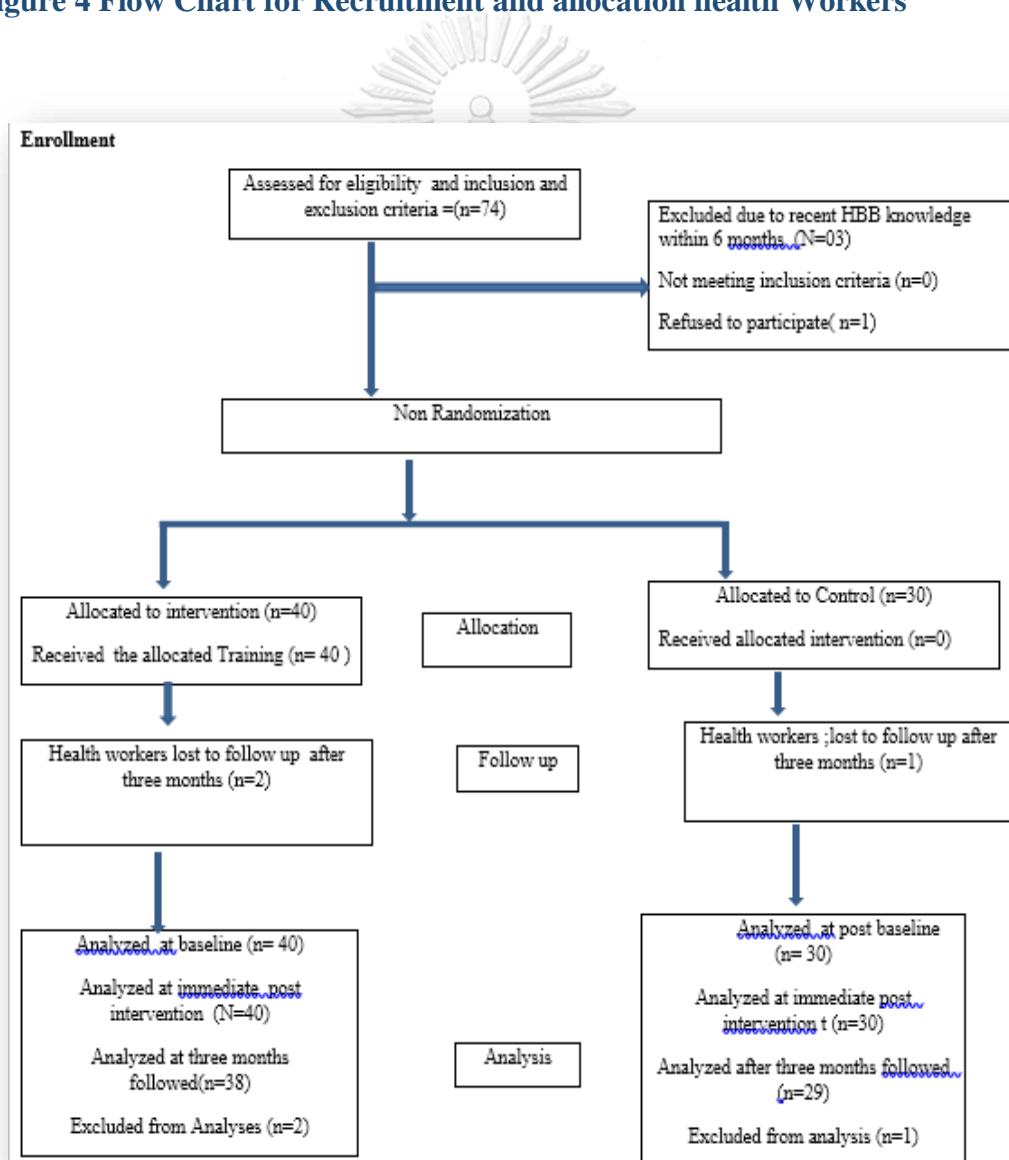 igure 4 Flow Chart for Recruitment and allocation health Workers
Enrollment
Assessed for eligibility and inclusion and
exclusion criteria =(n=74)
Excluded due to recent HBB knowledge
within 6 months (N=03)
Not meeting inclusion criteria (n=0)
Refused to participate( n=1)
Non Randomization
Allocated to intervention (n=40)
Received the allocated Training (n= 40 )
Allocation
Allocated to Control (n=30)
Received allocated intervention (n=0)
Health workers lost to follow up after
three months (n=2)
Follow up
Health workers ;lost to follow up after
three months (n=1)
Analyzed at baseline (n= 40)
Analyzed at immediate post
intervention (N=40)
Analyzed at three months
followed(n=38)
Excluded from Analyses (n=2)
Analysis
Analyzed at post baseline
(n= 30)
Analyzed at immediate post
intervention t (n=30)
Analyzed after three months followed
(n=29)
Excluded from analysis (n=1)